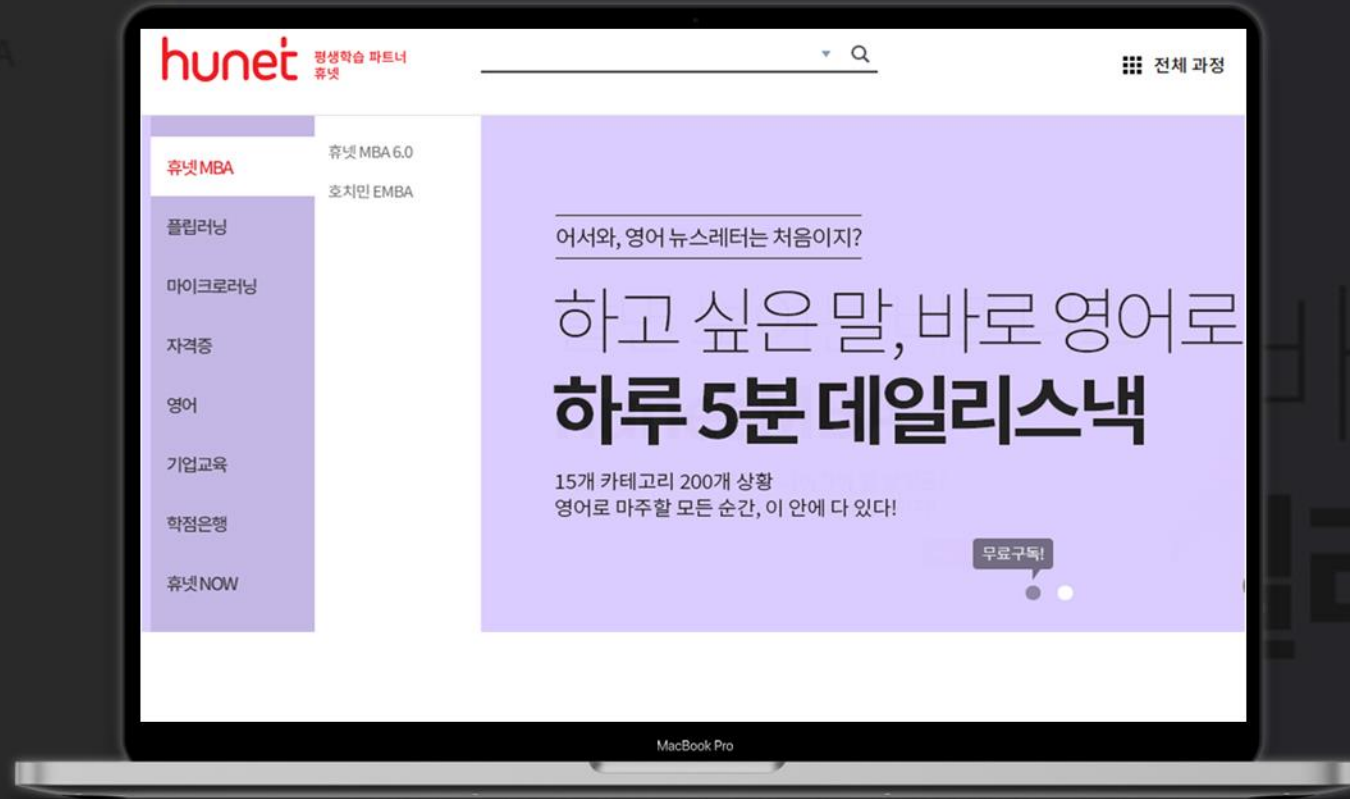 hunet
평생학습 파트너
휴넷
전체 과정
휴넷 MBA
플립러닝
마이크로러닝
자격증
영어
기업교육
학점은행
휴넷 NOW
휴넷 MBA 6.0
호치민 EMBA
어서와, 영어 뉴스레터는 처음이지?
하고 싶은 말, 바로 영어로
하루 5분 데일리스낵
15개 카테고리 200개 상황
영어로 마주할 모든 순간, 이 안에 다 있다!
무료구독!
MacBook Pro